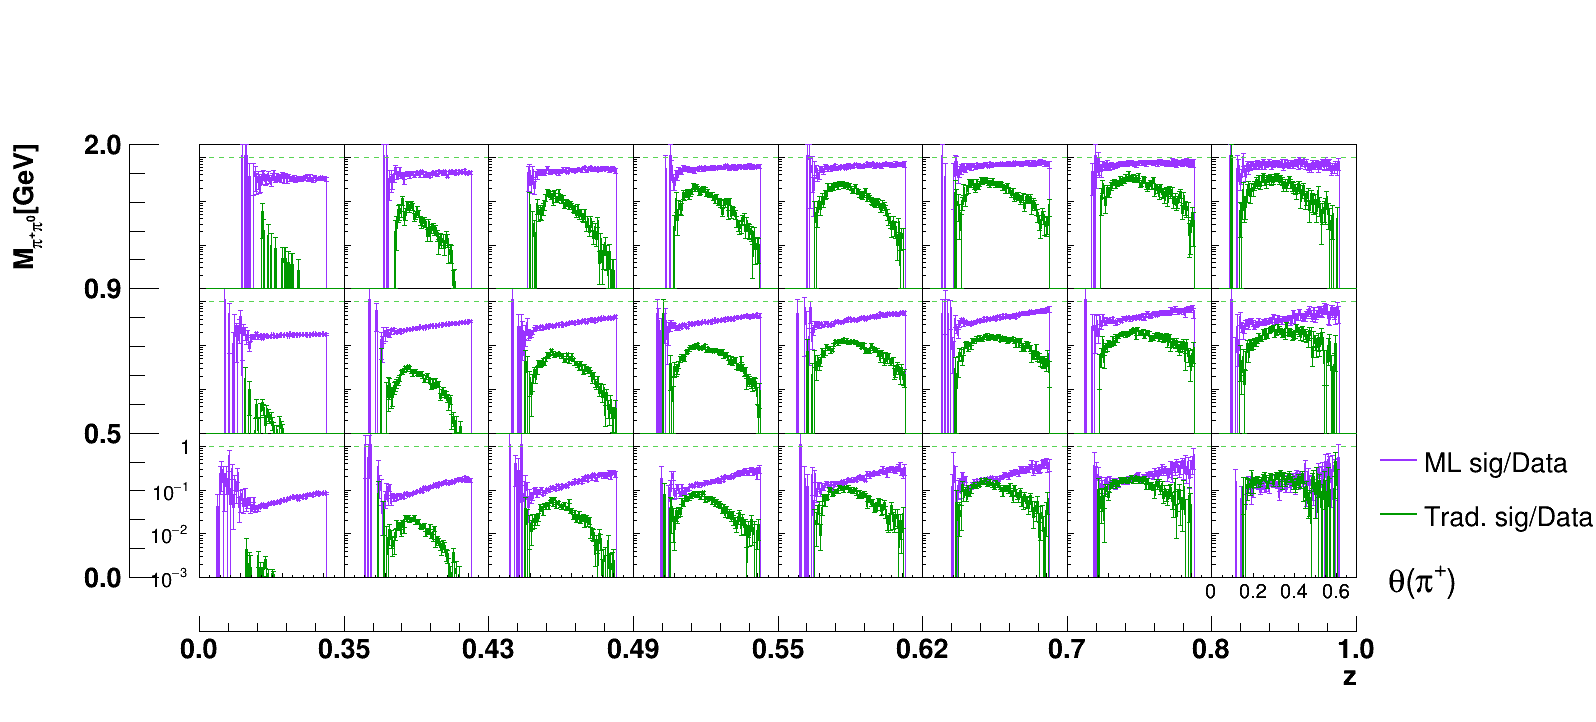 2.0
M π⁺π⁰ [GeV]
0.9
0.5
1
10⁻¹
ML sig/Data
10⁻²
Trad. sig/Data
0.0
10⁻³
0 0.2 0.4 0.6
θ(π⁺)
0.0 0.35 0.43 0.49 0.55 0.62 0.7 0.8 1.0
z